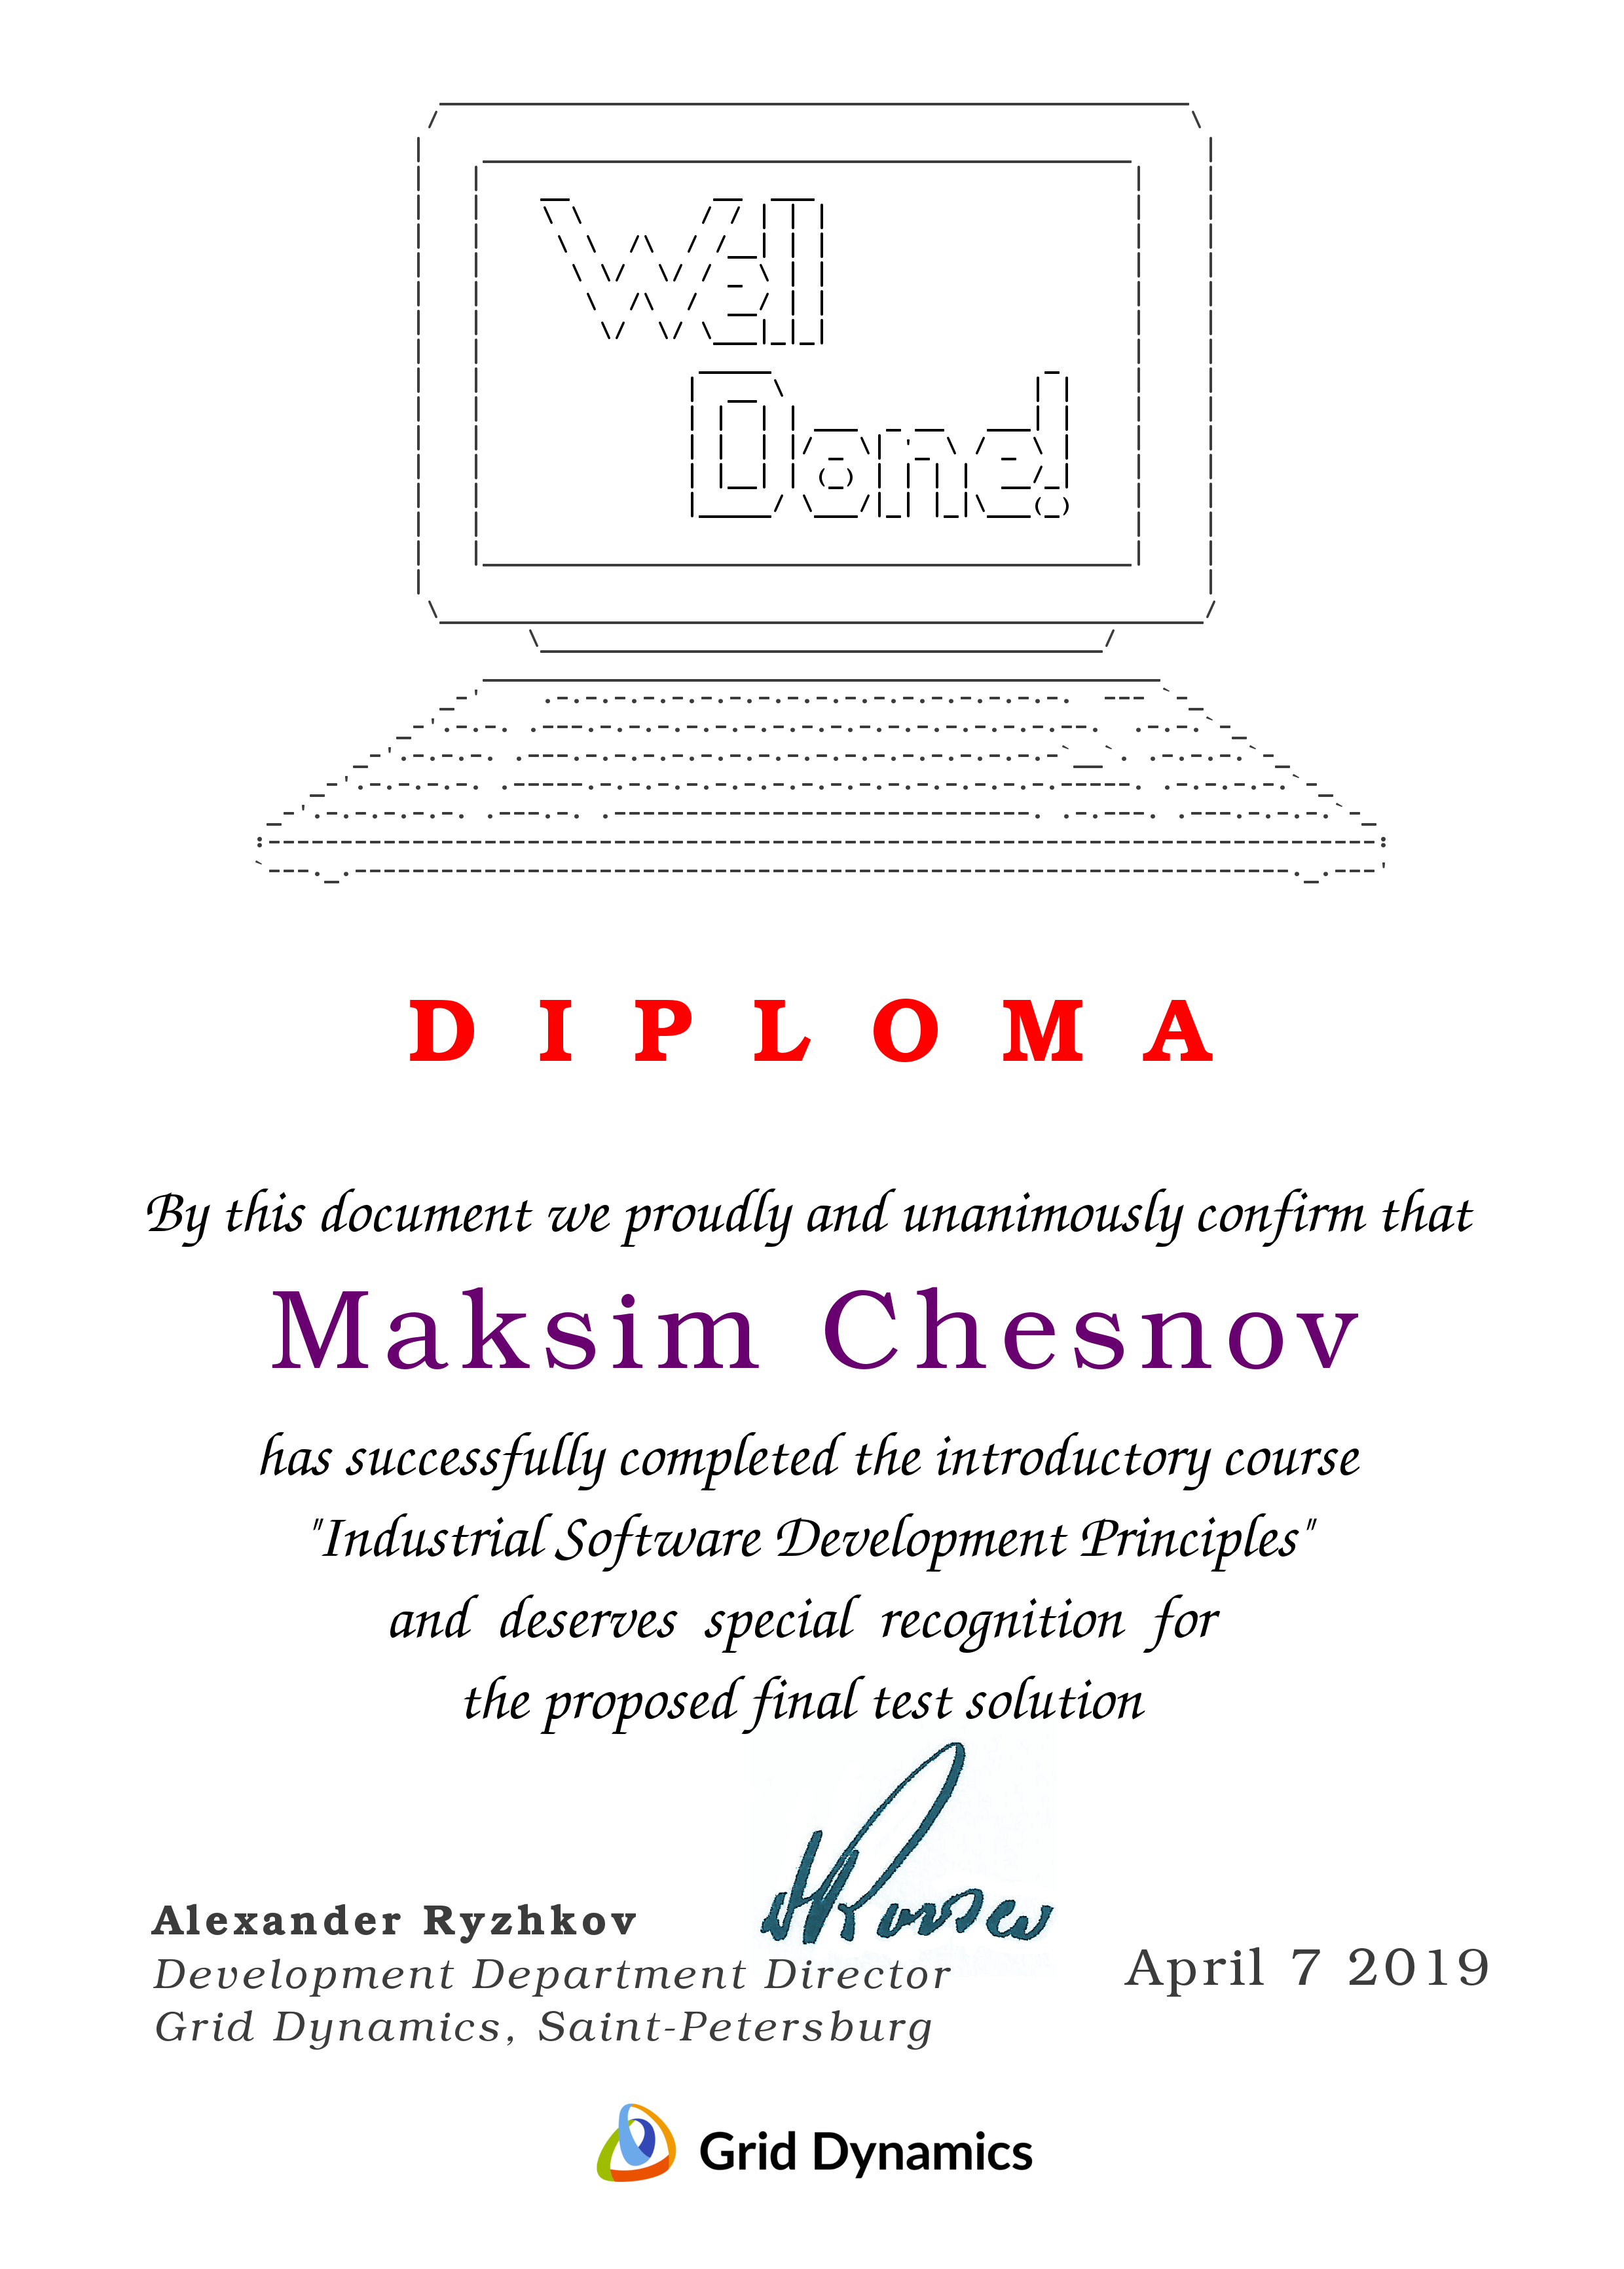 Well
Done!
DIPLOMA
By this document we proudly and unanimously confirm that
Maksim Chesnov
has successfully completed the introductory course
"Industrial Software Development Principles"
and deserves special recognition for
the proposed final test solution
Alexander Ryzhkov
Development Department Director
Grid Dynamics, Saint-Petersburg
April 7 2019
Grid Dynamics